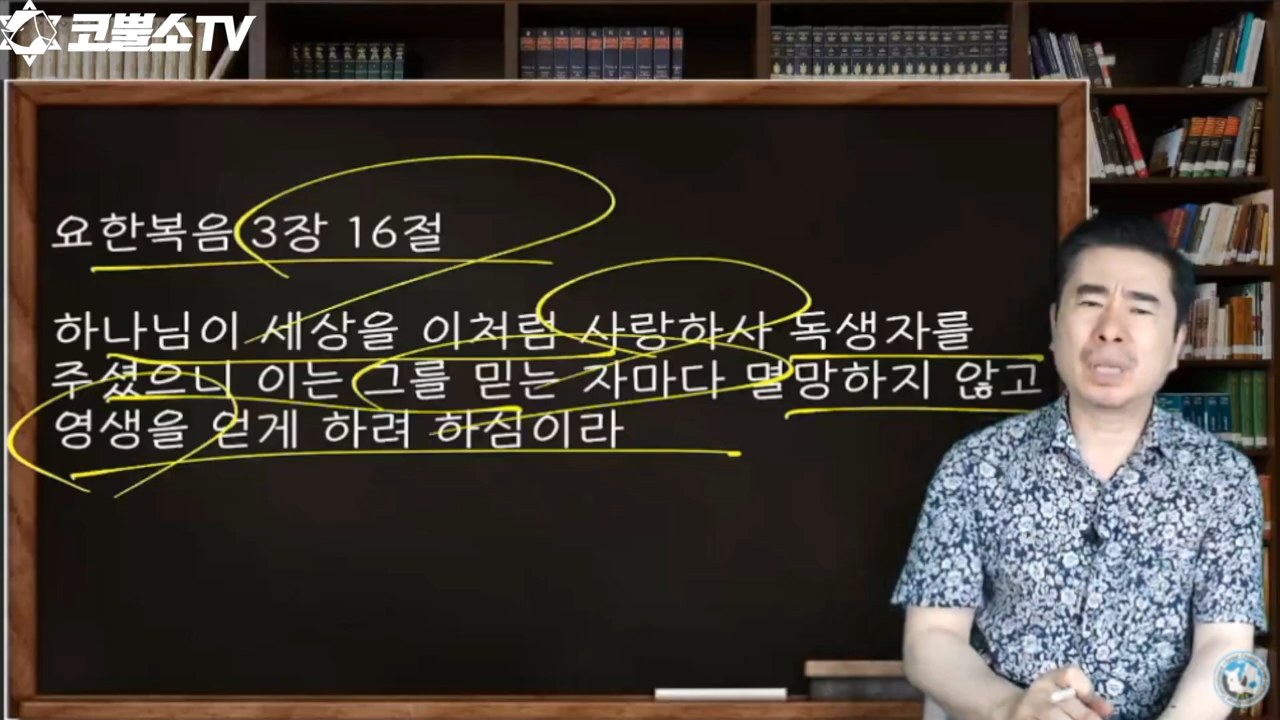 코뿔소TV
요한복음 3장 16절
하나님이 세상을 이처럼 사랑하사 독생자를
주셨으니 이는 그를 믿는 자마다 멸망하지 않고
영생을 얻게 하려 하심이라